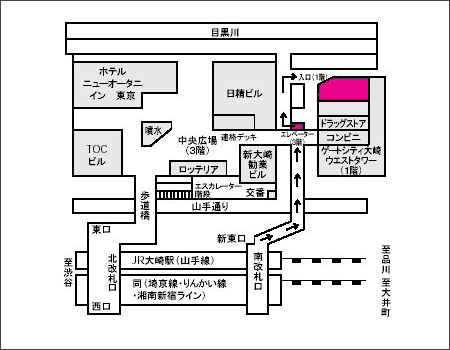 目黒川
ホテル
ニューオータニ
イン 東京
日精ビル
入口(1階)
噴水
中央広場
(3階)
連絡デッキ
エレベーター
(3階)
ドラッグストア
コンビニ
ゲートシティ大崎
ウエストタワー
(1階)
TOC
ビル
ロッテリア
新大崎
勧業
ビル
エスカレーター
階段
交番
歩道橋
山手通り
東口
新東口
至渋谷
北改札口
JR大崎駅(山手線)
同(埼京線・りんかい線
・湘南新宿ライン)
西口
南改札口
至品川
至大井町